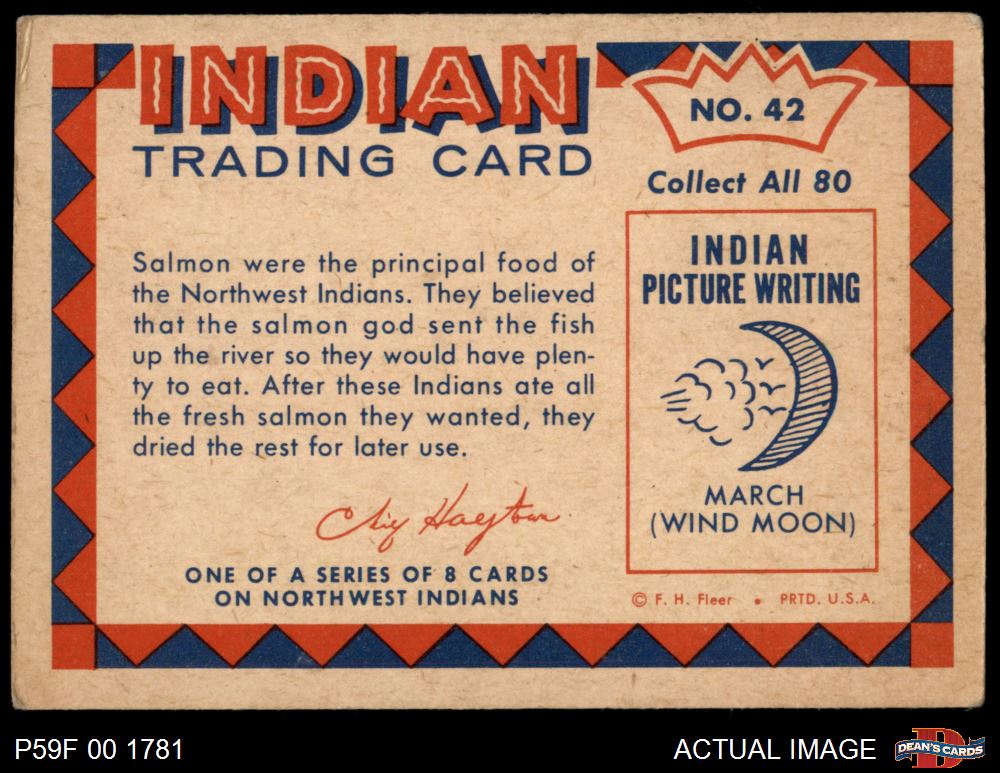 INDIAN
TRADING CARD
NO. 42
Collect All 80
Salmon were the principal food of
the Northwest Indians. They believed
that the salmon god sent the fish
up the river so they would have plen-
ty to eat. After these Indians ate all
the fresh salmon they wanted, they
dried the rest for later use.
ONE OF A SERIES OF 8 CARDS
ON NORTHWEST INDIANS
INDIAN
PICTURE WRITING
MARCH
(WIND MOON)
© F. H. Fleer • PRTD. U.S.A.
P59F 00 1781
ACTUAL IMAGE
DEAN'S CARDS